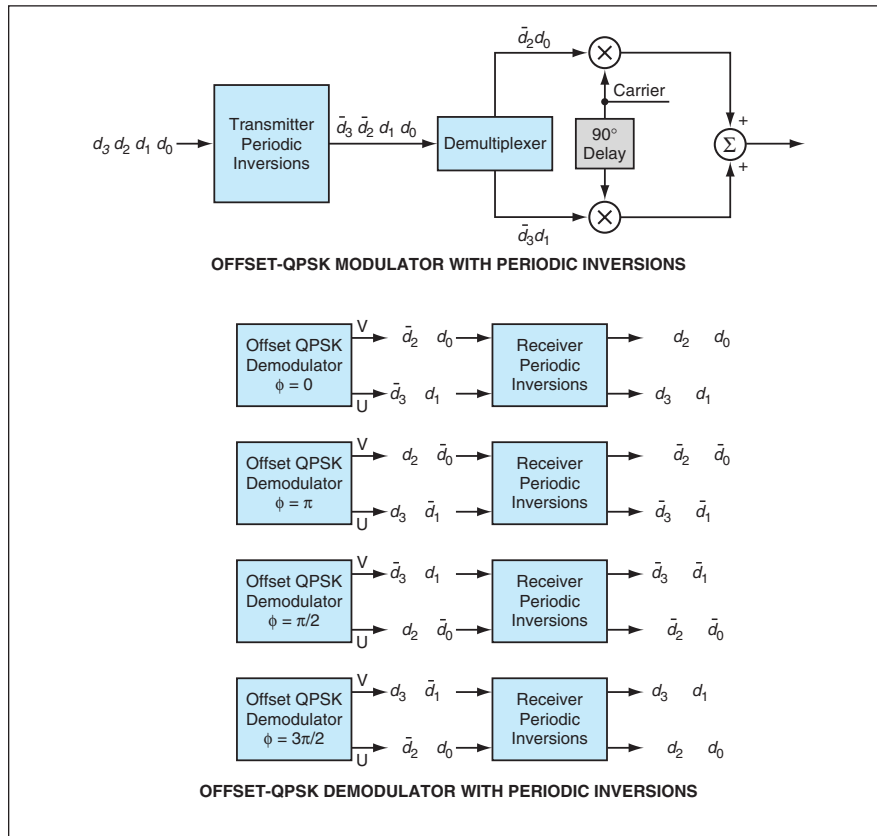 d̄₂d₀
Carrier
Transmitter
Periodic
Inversions
d₃ d₂ d₁ d₀
d̄₃ d̄₂ d₁ d₀
Demultiplexer
90°
Delay
Σ
+
+
d̄₃d₁
OFFSET-QPSK MODULATOR WITH PERIODIC INVERSIONS
Offset QPSK
Demodulator
ϕ = 0
V
d̄₂ d₀
U
d̄₃ d₁
Receiver
Periodic
Inversions
d₂ d₀
d₃ d₁
Offset QPSK
Demodulator
ϕ = π
V
d₂ d̄₀
U
d₃ d̄₁
Receiver
Periodic
Inversions
d̄₂ d̄₀
d̄₃ d̄₁
Offset QPSK
Demodulator
ϕ = π/2
V
d̄₃ d₁
U
d₂ d̄₀
Receiver
Periodic
Inversions
d̄₃ d̄₁
d̄₂ d̄₀
Offset QPSK
Demodulator
ϕ = 3π/2
V
d₃ d̄₁
U
d̄₂ d₀
Receiver
Periodic
Inversions
d₃ d₁
d₂ d₀
OFFSET-QPSK DEMODULATOR WITH PERIODIC INVERSIONS